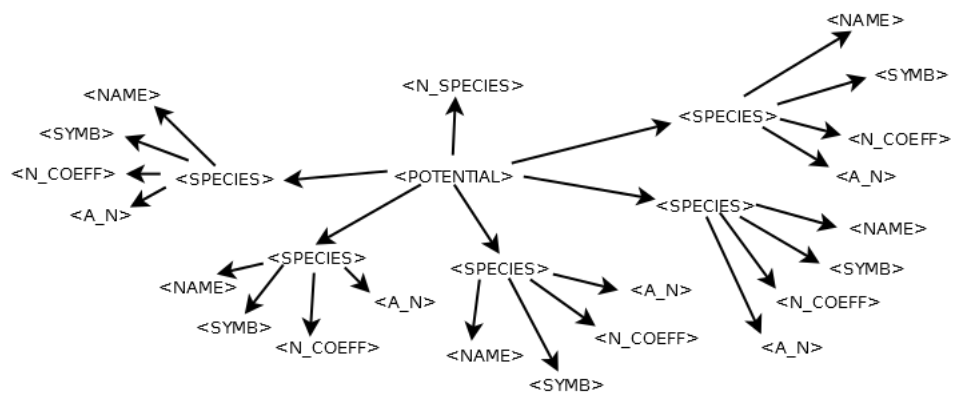 <NAME>
<SYMB>
<N_SPECIES>
<NAME>
<SPECIES>
<SYMB>
<N_COEFF>
<N_COEFF>
<SPECIES>
<POTENTIAL>
<A_N>
<A_N>
<SPECIES>
<NAME>
<SPECIES>
<SPECIES>
<SYMB>
<NAME>
<A_N>
<A_N>
<N_COEFF>
<SYMB>
<N_COEFF>
<N_COEFF>
<A_N>
<NAME>
<SYMB>